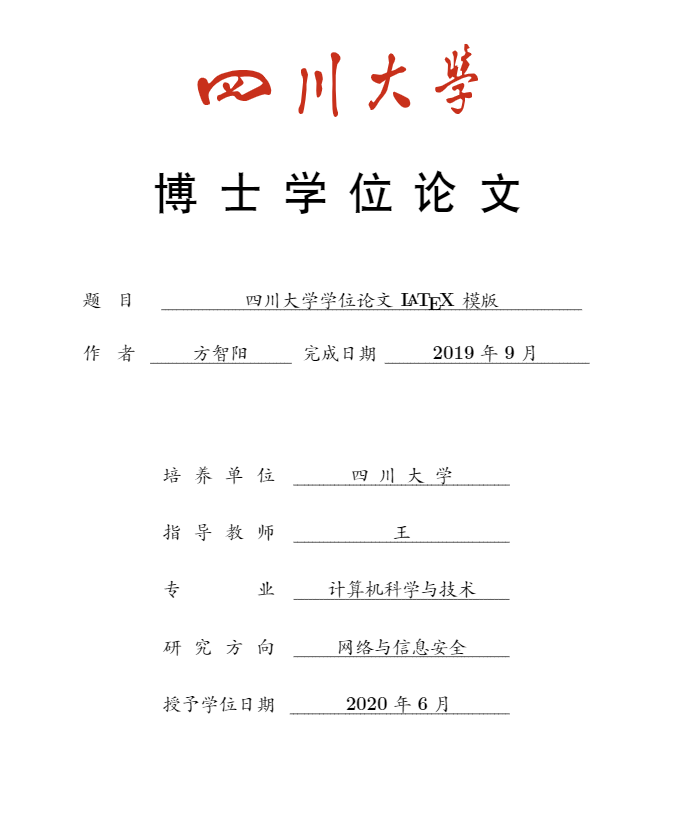 四川大學
博士学位论文
题 目 四川大学学位论文 LATEX 模版
作 者 方智阳 完成日期 2019 年 9 月
培 养 单 位 四 川 大 学
指 导 教 师 王
专 业 计算机科学与技术
研 究 方 向 网络与信息安全
授予学位日期 2020 年 6 月